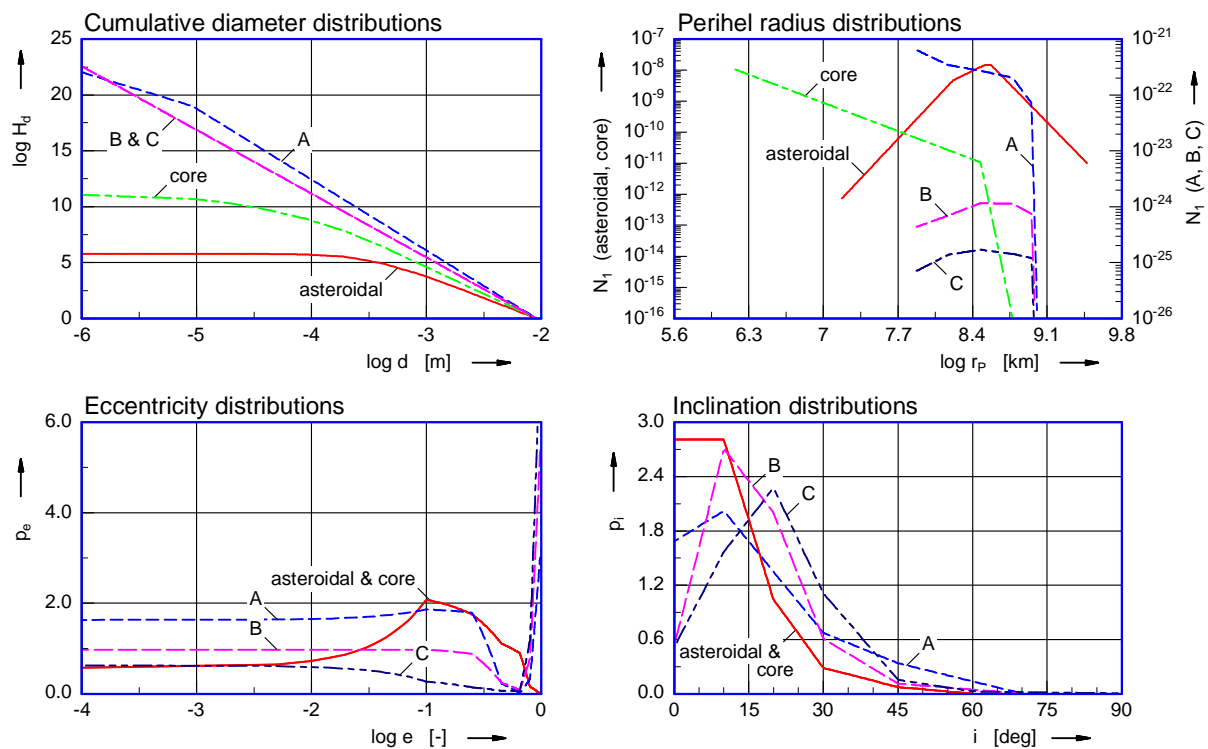 Cumulative diameter distributions
25
20
15
10
5
0
log H_d
B & C
A
core
asteroidal
-6
-5
-4
-3
-2
log d [m]
Perihel radius distributions
10^-7
10^-8
10^-9
10^-10
10^-11
10^-12
10^-13
10^-14
10^-15
10^-16
N_1 (asteroidal, core)
core
asteroidal
A
B
C
10^-21
10^-22
10^-23
10^-24
10^-25
10^-26
N_1 (A, B, C)
5.6
6.3
7
7.7
8.4
9.1
9.8
log r_P [km]
Eccentricity distributions
6.0
4.0
2.0
0.0
p_e
asteroidal & core
A
B
C
-4
-3
-2
-1
0
log e [-]
Inclination distributions
3.0
2.4
1.8
1.2
0.6
0.0
p_i
B
C
A
asteroidal &
core
0
15
30
45
60
75
90
i [deg]